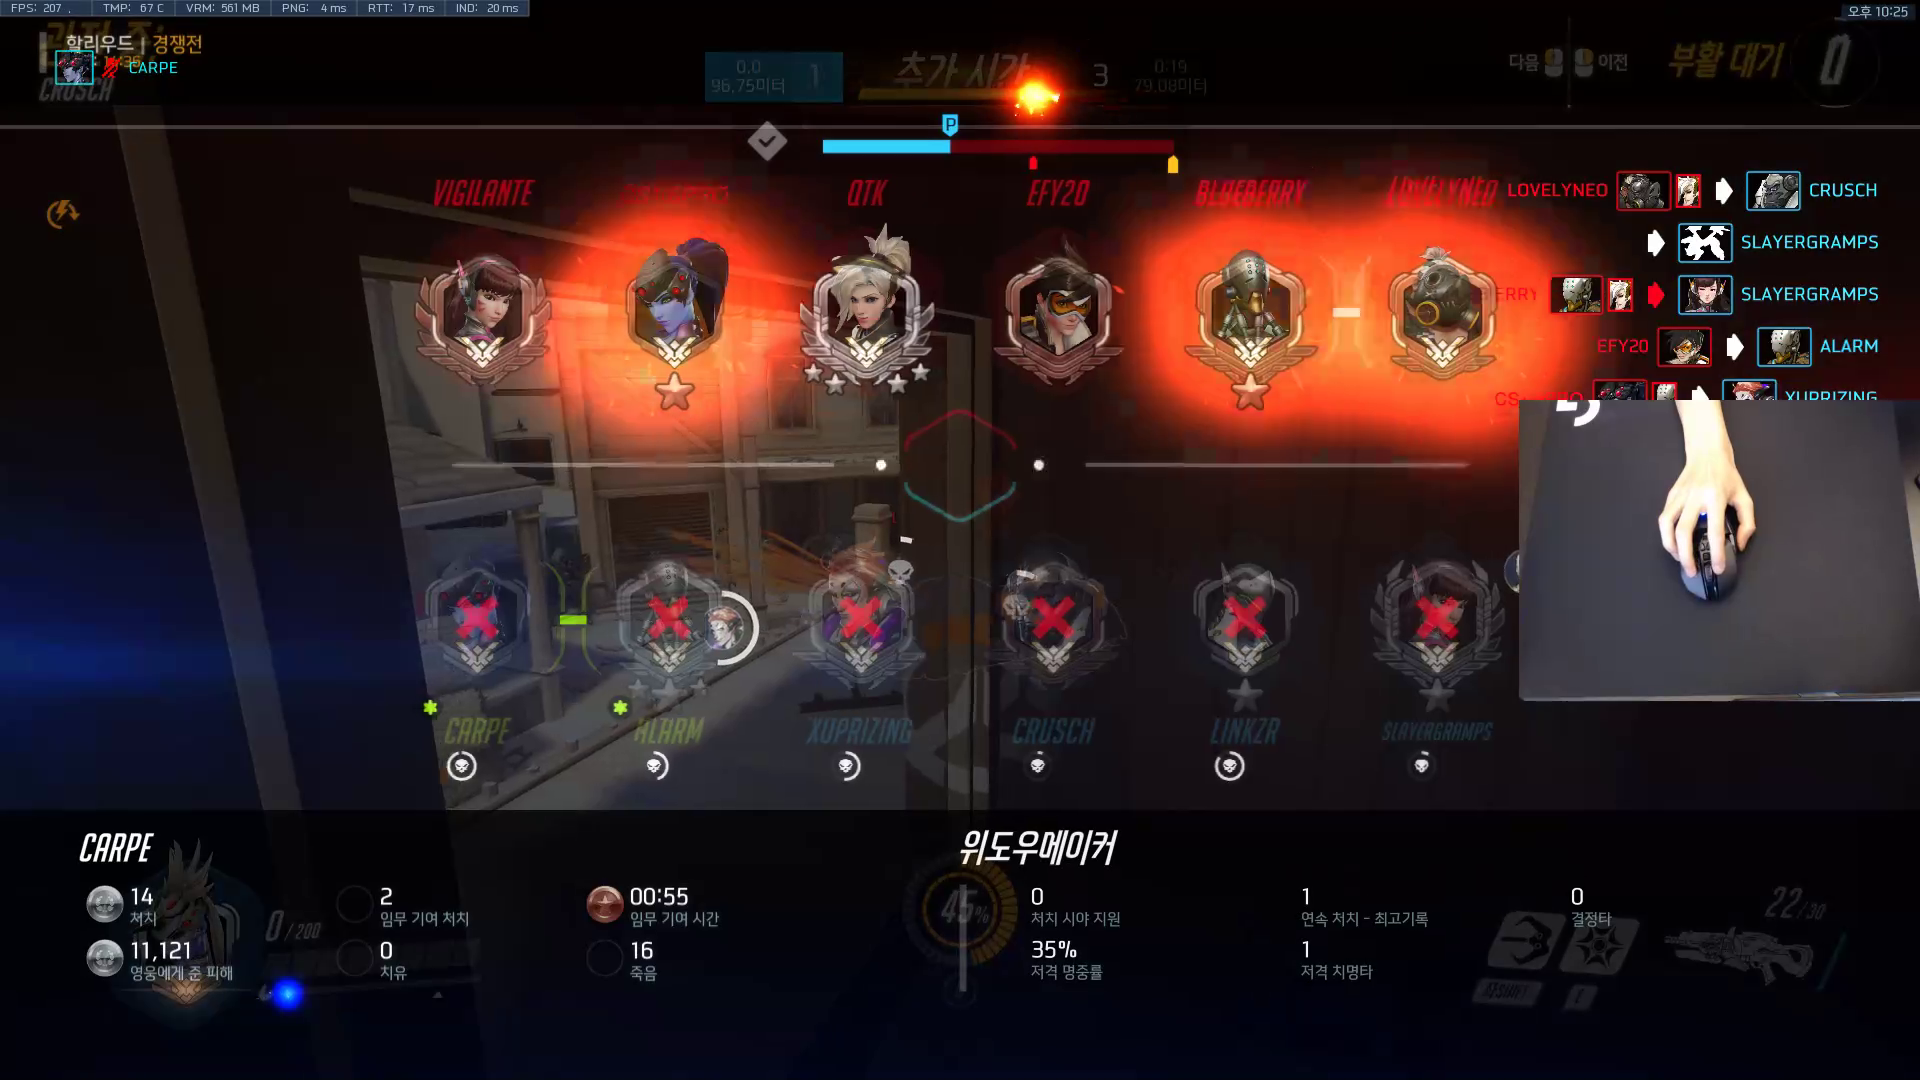 FPS: 207 TMP: 67 C VRM: 561 MB PNG: 4 ms RTT: 17 ms IND: 20 ms
오후 10:25
할리우드 | 경쟁전
CARPE
CRUSCH
0.0
96.75미터
1
추가 시간
3
0:19
79.08미터
다음
이전
부활 대기
0
P
VIGILANTE
QTK
EFY20
BLUEBERRY
LOVELYNEO
LOVELYNEO CRUSCH
SLAYERGRAMPS
SLAYERGRAMPS
EFY20 ALARM
XUPRIZING
CARPE
ALARM
XUPRIZING
CRUSCH
LINKZR
SLAYERGRAMPS
CARPE
위도우메이커
14
처치
2
임무 기여 처치
00:55
임무 기여 시간
11,121
영웅에게 준 피해
0
치유
16
죽음
0 / 200
45%
0
처치 시야 지원
1
연속 처치 - 최고기록
0
결정타
35%
저격 명중률
1
저격 치명타
22/30